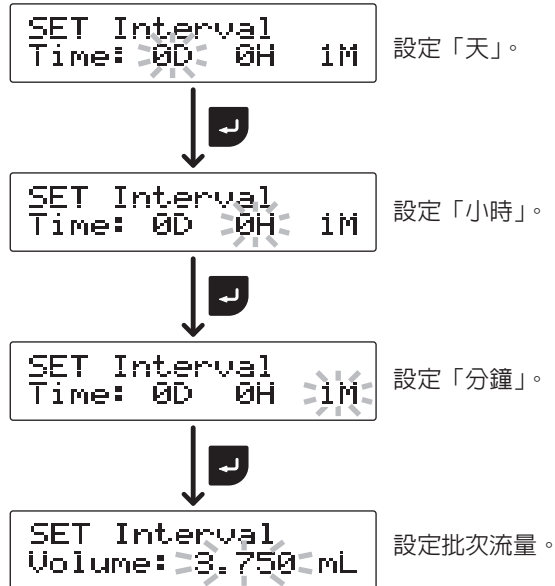 SET Interval
Time: 0D 0H 1M
設定「天」。
SET Interval
Time: 0D 0H 1M
設定「小時」。
SET Interval
Time: 0D 0H 1M
設定「分鐘」。
SET Interval
Volume: 3.750 mL
設定批次流量。